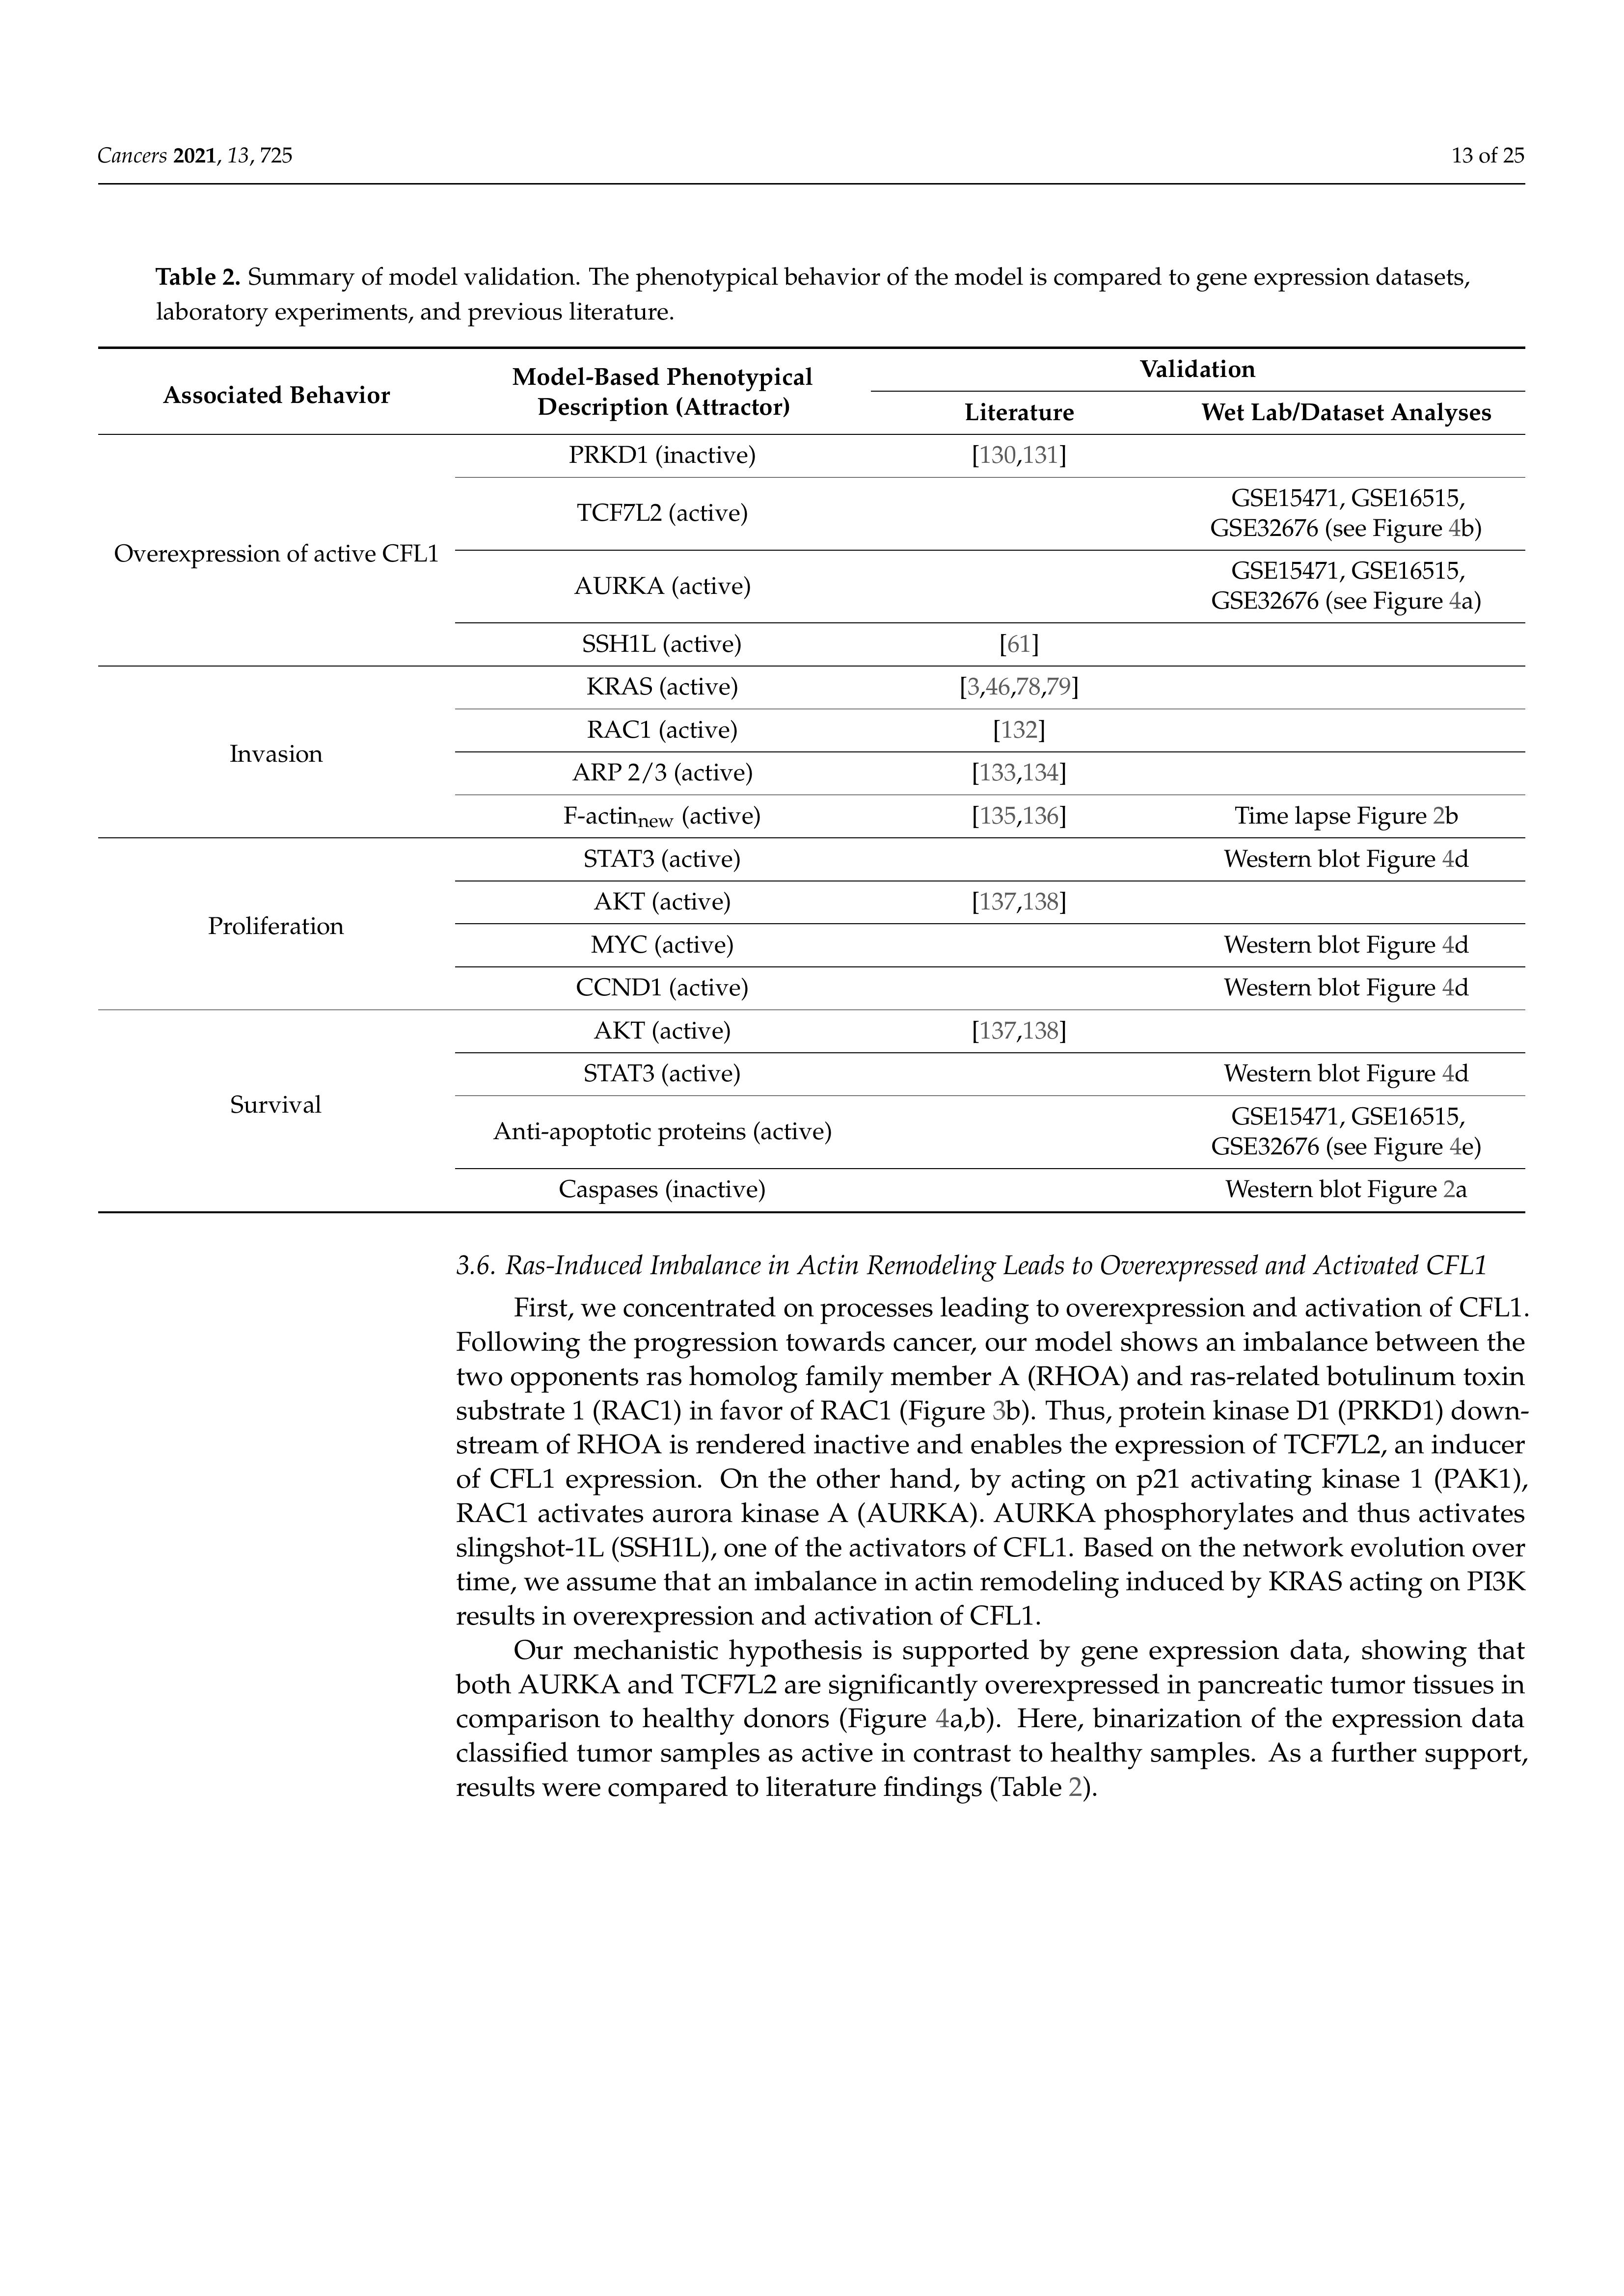 Cancers 2021, 13, 725
13 of 25
Table 2. Summary of model validation. The phenotypical behavior of the model is compared to gene expression datasets,
laboratory experiments, and previous literature.
Associated Behavior
Model-Based Phenotypical
Description (Attractor)
Validation
Literature
Wet Lab/Dataset Analyses
Overexpression of active CFL1
PRKD1 (inactive)
[130,131]
TCF7L2 (active)
GSE15471, GSE16515,
GSE32676 (see Figure 4b)
AURKA (active)
GSE15471, GSE16515,
GSE32676 (see Figure 4a)
SSH1L (active)
[61]
Invasion
KRAS (active)
[3,46,78,79]
RAC1 (active)
[132]
ARP 2/3 (active)
[133,134]
F-actinnew (active)
[135,136]
Time lapse Figure 2b
Proliferation
STAT3 (active)
Western blot Figure 4d
AKT (active)
[137,138]
MYC (active)
Western blot Figure 4d
CCND1 (active)
Western blot Figure 4d
Survival
AKT (active)
[137,138]
STAT3 (active)
Western blot Figure 4d
Anti-apoptotic proteins (active)
GSE15471, GSE16515,
GSE32676 (see Figure 4e)
Caspases (inactive)
Western blot Figure 2a
3.6. Ras-Induced Imbalance in Actin Remodeling Leads to Overexpressed and Activated CFL1
First, we concentrated on processes leading to overexpression and activation of CFL1.
Following the progression towards cancer, our model shows an imbalance between the
two opponents ras homolog family member A (RHOA) and ras-related botulinum toxin
substrate 1 (RAC1) in favor of RAC1 (Figure 3b). Thus, protein kinase D1 (PRKD1) down-
stream of RHOA is rendered inactive and enables the expression of TCF7L2, an inducer
of CFL1 expression. On the other hand, by acting on p21 activating kinase 1 (PAK1),
RAC1 activates aurora kinase A (AURKA). AURKA phosphorylates and thus activates
slingshot-1L (SSH1L), one of the activators of CFL1. Based on the network evolution over
time, we assume that an imbalance in actin remodeling induced by KRAS acting on PI3K
results in overexpression and activation of CFL1.
Our mechanistic hypothesis is supported by gene expression data, showing that
both AURKA and TCF7L2 are significantly overexpressed in pancreatic tumor tissues in
comparison to healthy donors (Figure 4a,b). Here, binarization of the expression data
classified tumor samples as active in contrast to healthy samples. As a further support,
results were compared to literature findings (Table 2).